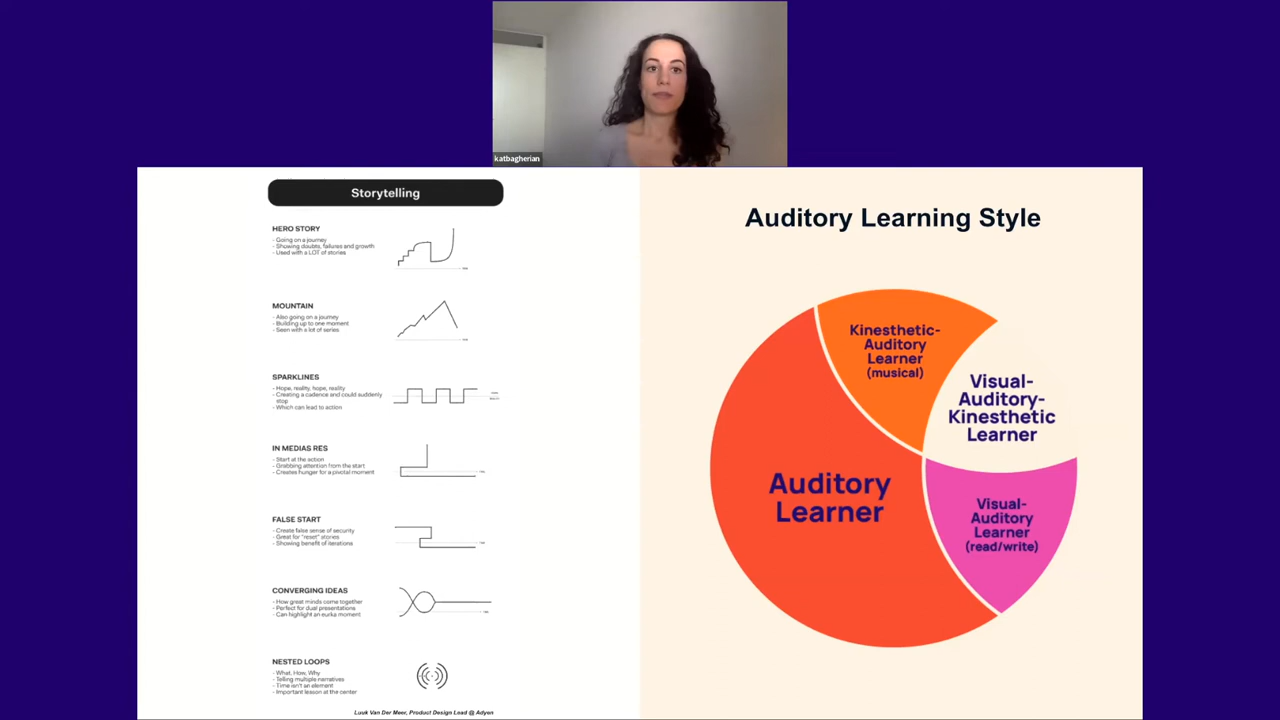 katbagherian
Storytelling
HERO STORY
- Going on a journey
- Showing doubts, failures and growth
- Used with a LOT of stories
MOUNTAIN
- Also going on a journey
- Building up to one moment
- Seen with a lot of series
SPARKLINES
- Hope, reality, hope, reality
- Creating a cadence and could suddenly
stop
- Which can lead to action
IN MEDIAS RES
- Start at the action
- Grabbing attention from the start
- Creates hunger for a pivotal moment
FALSE START
- Create false sense of security
- Great for "reset" stories
- Showing benefit of iterations
CONVERGING IDEAS
- How great minds come together
- Perfect for dual presentations
- Can highlight an eurka moment
NESTED LOOPS
- What, How, Why
- Telling multiple narratives
- Time isn't an element
- Important lesson at the center
Luuk Van Der Meer, Product Design Lead @ Adyen
Auditory Learning Style
Kinesthetic-
Auditory
Learner
(musical)
Visual-
Auditory-
Kinesthetic
Learner
Auditory
Learner
Visual-
Auditory
Learner
(read/write)